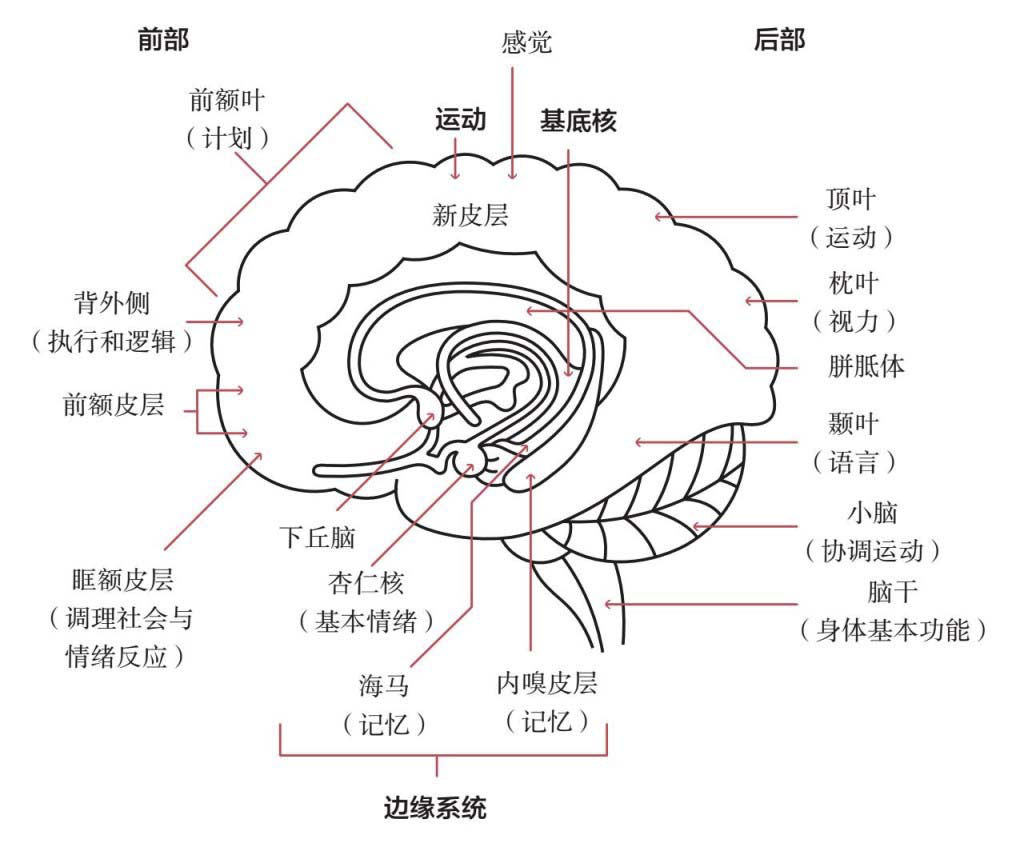 前部
感觉
后部
前额叶
（计划）
运动
基底核
新皮层
顶叶
（运动）
背外侧
（执行和逻辑）
枕叶
（视力）
胼胝体
前额皮层
颞叶
（语言）
下丘脑
小脑
（协调运动）
眶额皮层
（调理社会与
情绪反应）
杏仁核
（基本情绪）
脑干
（身体基本功能）
海马
（记忆）
内嗅皮层
（记忆）
边缘系统